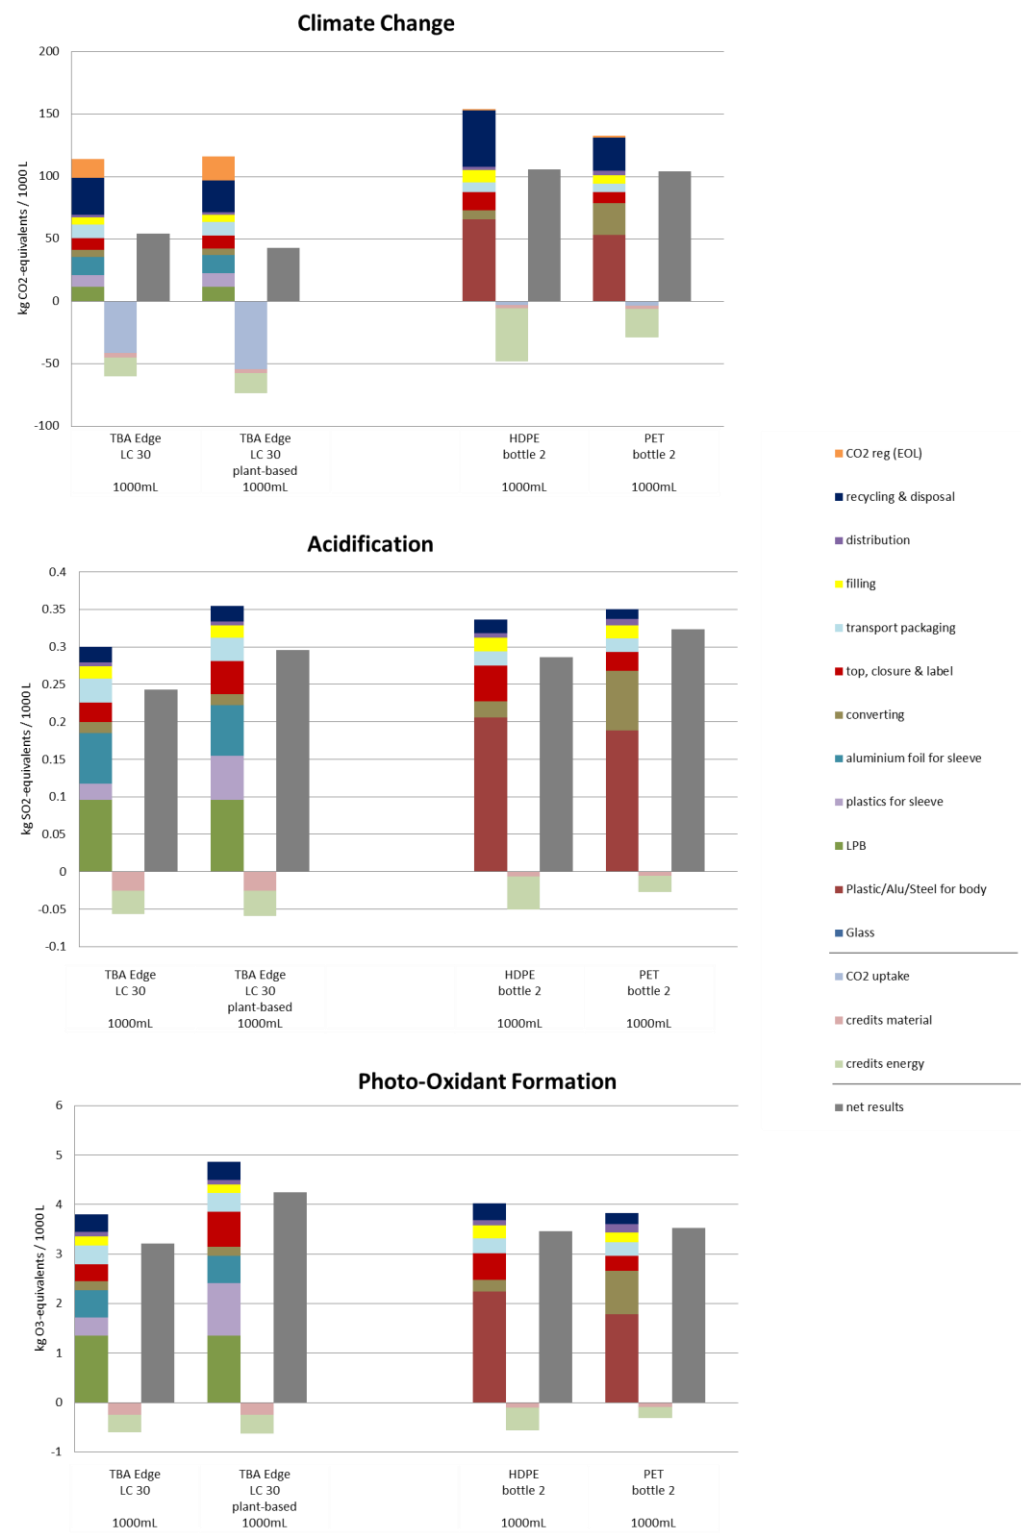 Climate Change
kg CO2-equivalents / 1000 L
200
150
100
50
0
-50
-100
TBA Edge
LC 30
1000mL
TBA Edge
LC 30
plant-based
1000mL
HDPE
bottle 2
1000mL
PET
bottle 2
1000mL
CO2 reg (EOL)
recycling & disposal
distribution
filling
transport packaging
top, closure & label
converting
aluminium foil for sleeve
plastics for sleeve
LPB
Plastic/Alu/Steel for body
Glass
CO2 uptake
credits material
credits energy
net results
Acidification
kg SO2-equivalents / 1000 L
0.4
0.35
0.3
0.25
0.2
0.15
0.1
0.05
0
-0.05
-0.1
TBA Edge
LC 30
1000mL
TBA Edge
LC 30
plant-based
1000mL
HDPE
bottle 2
1000mL
PET
bottle 2
1000mL
Photo-Oxidant Formation
kg O3-equivalents / 1000 L
6
5
4
3
2
1
0
-1
TBA Edge
LC 30
1000mL
TBA Edge
LC 30
plant-based
1000mL
HDPE
bottle 2
1000mL
PET
bottle 2
1000mL